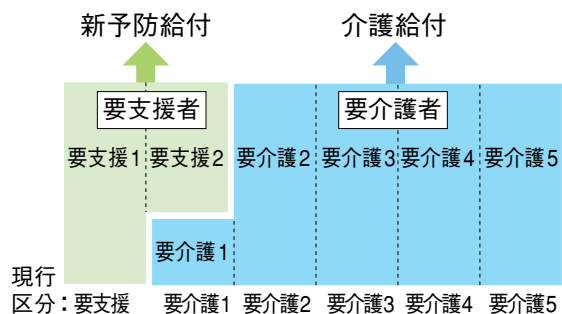 新予防給付 介護給付
要支援者 要介護者
要支援1 要支援2 要介護2 要介護3 要介護4 要介護5
要介護1
現行
区分：要支援 要介護1 要介護2 要介護3 要介護4 要介護5